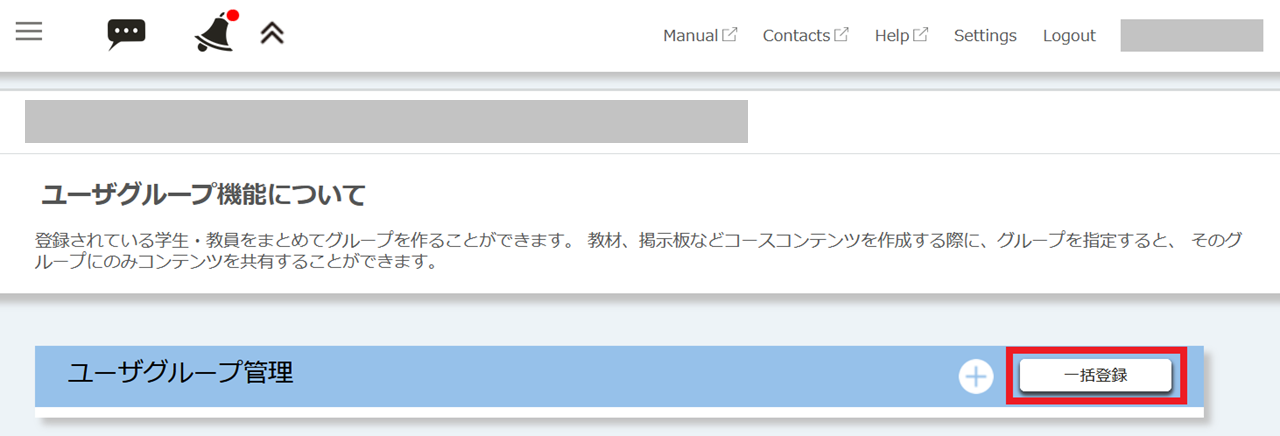 Manual Contacts Help Settings Logout
ユーザグループ機能について
登録されている学生・教員をまとめてグループを作ることができます。 教材、掲示板などコースコンテンツを作成する際に、グループを指定すると、 そのグ
ループにのみコンテンツを共有することができます。
ユーザグループ管理 一括登録